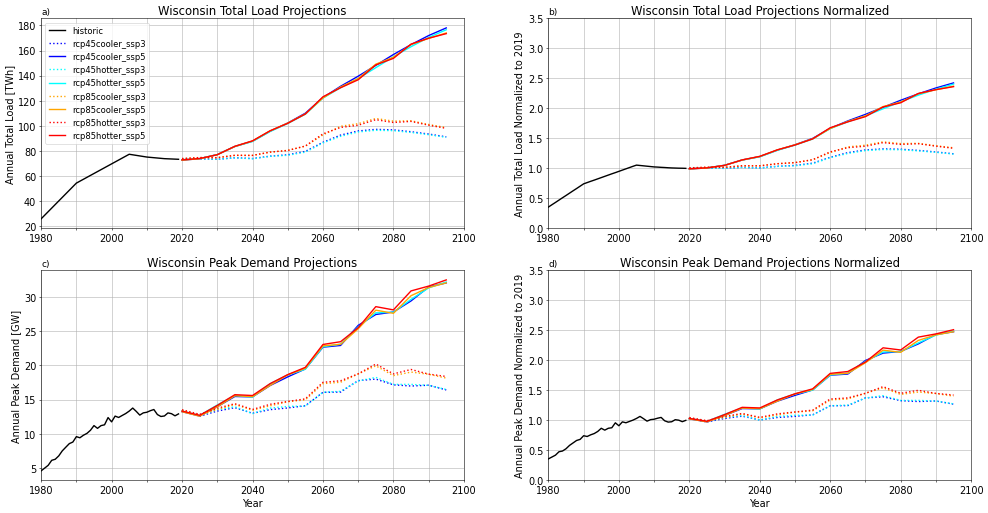 a)
Wisconsin Total Load Projections
Annual Total Load [TWh]
180
160
140
120
100
80
60
40
20
historic
rcp45cooler_ssp3
rcp45cooler_ssp5
rcp45hotter_ssp3
rcp45hotter_ssp5
rcp85cooler_ssp3
rcp85cooler_ssp5
rcp85hotter_ssp3
rcp85hotter_ssp5
1980 2000 2020 2040 2060 2080 2100
b)
Wisconsin Total Load Projections Normalized
Annual Total Load Normalized to 2019
3.5
3.0
2.5
2.0
1.5
1.0
0.5
0.0
1980 2000 2020 2040 2060 2080 2100
c)
Wisconsin Peak Demand Projections
Annual Peak Demand [GW]
30
25
20
15
10
5
1980 2000 2020 2040 2060 2080 2100
Year
d)
Wisconsin Peak Demand Projections Normalized
Annual Peak Demand Normalized to 2019
3.5
3.0
2.5
2.0
1.5
1.0
0.5
0.0
1980 2000 2020 2040 2060 2080 2100
Year